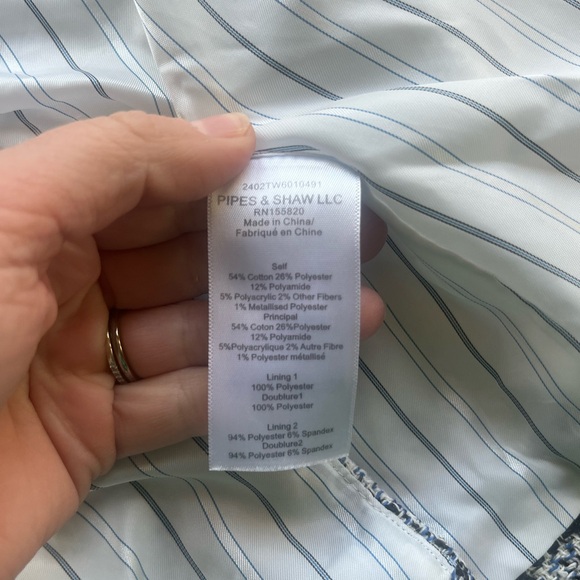 2402TW6010491
PIPES & SHAW LLC
RN155820
Made in China/
Fabriqué en Chine
Self
54% Cotton 26% Polyester
12% Polyamide
5% Polyacrylic 2% Other Fibers
1% Metallised Polyester
Principal
54% Coton 26%Polyester
12% Polyamide
5%Polyacrylique 2% Autre Fibre
1% Polyester métallisé
Lining 1
100% Polyester
Doublure1
100% Polyester
Lining 2
94% Polyester 6% Spandex
Doublure2
94% Polyester 6% Spandex